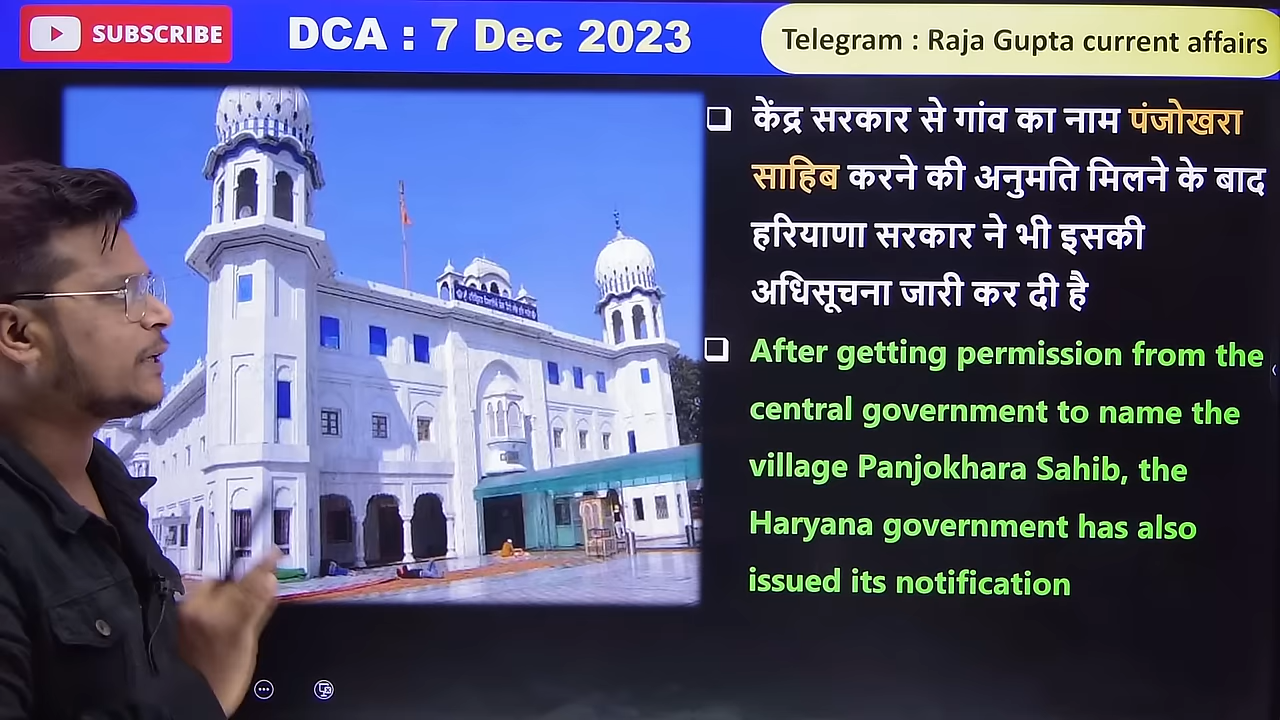 SUBSCRIBE
DCA : 7 Dec 2023
Telegram : Raja Gupta current affairs
केंद्र सरकार से गांव का नाम पंजोखरा
साहिब करने की अनुमति मिलने के बाद
हरियाणा सरकार ने भी इसकी
अधिसूचना जारी कर दी है
After getting permission from the
central government to name the
village Panjokhara Sahib, the
Haryana government has also
issued its notification